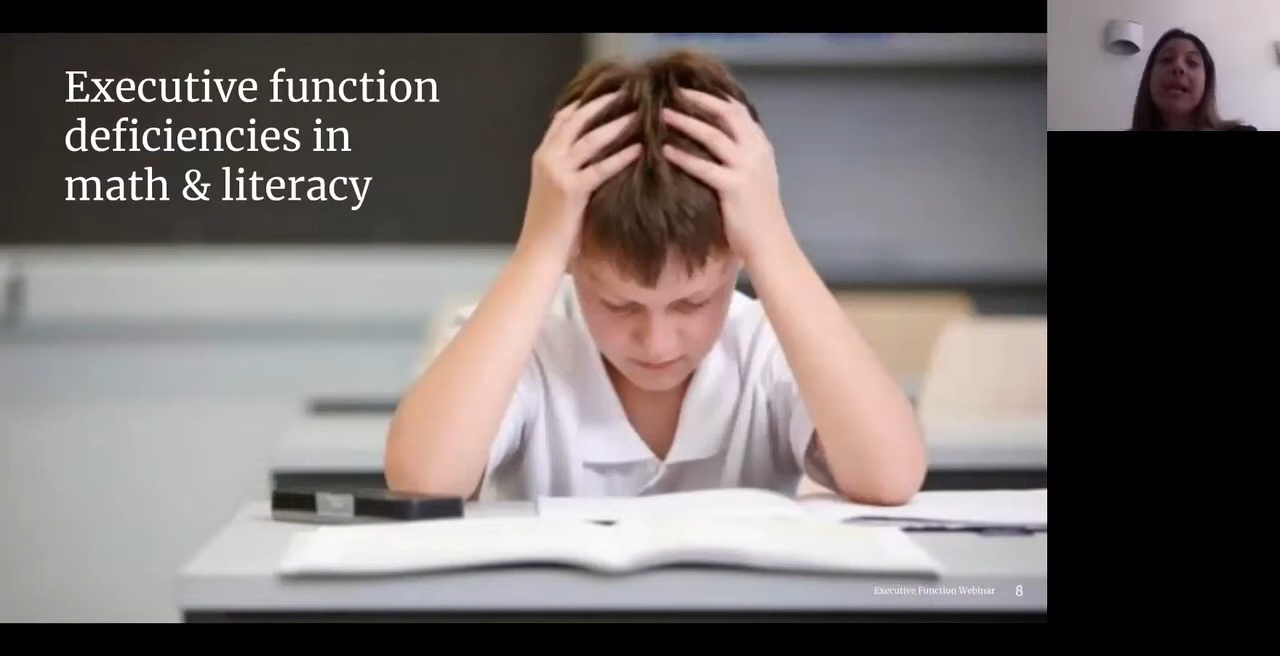 Executive function
deficiencies in
math & literacy
Executive Function Webinar 8